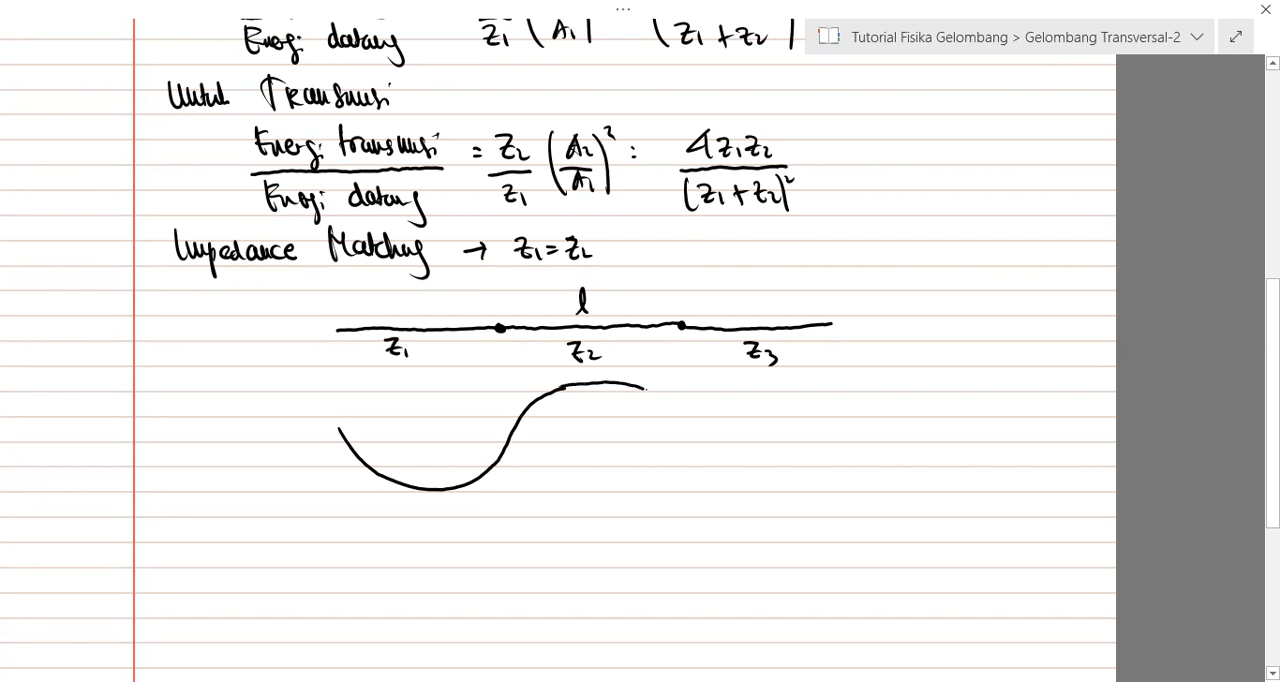 Energi datang Z₁ (A₁) (Z₁ + Z₂)
Tutorial Fisika Gelombang > Gelombang Transversal-2
Untuk Transmisi
Energi transmisi / Energi datang = Z₂/Z₁ (A₂/A₁)² : 4Z₁Z₂/(Z₁+Z₂)²
Impedance Matching → Z₁=Z₂
l
Z₁ Z₂ Z₃